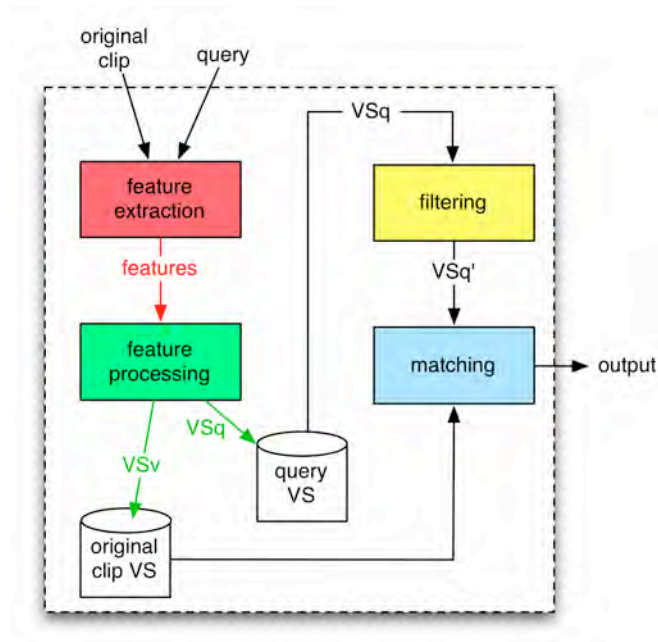 original
clip
query
VSq
feature
extraction
filtering
features
VSq'
feature
processing
matching
output
VSq
VSv
query
VS
original
clip VS